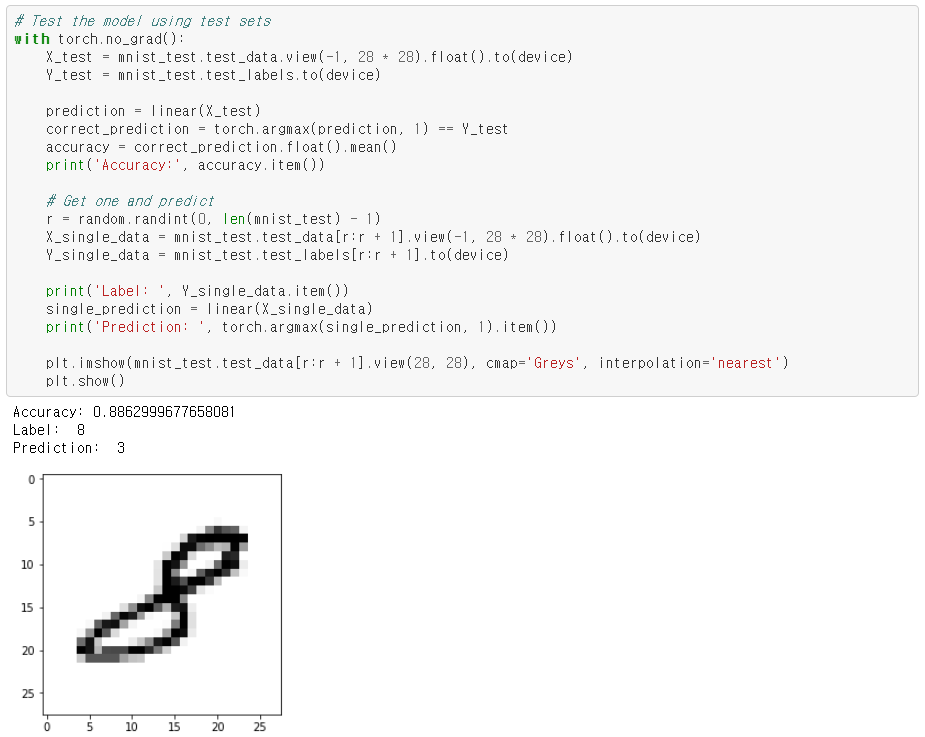 # Test the model using test sets
with torch.no_grad():
    X_test = mnist_test.test_data.view(-1, 28 * 28).float().to(device)
    Y_test = mnist_test.test_labels.to(device)

    prediction = linear(X_test)
    correct_prediction = torch.argmax(prediction, 1) == Y_test
    accuracy = correct_prediction.float().mean()
    print('Accuracy:', accuracy.item())

    # Get one and predict
    r = random.randint(0, len(mnist_test) - 1)
    X_single_data = mnist_test.test_data[r:r + 1].view(-1, 28 * 28).float().to(device)
    Y_single_data = mnist_test.test_labels[r:r + 1].to(device)

    print('Label: ', Y_single_data.item())
    single_prediction = linear(X_single_data)
    print('Prediction: ', torch.argmax(single_prediction, 1).item())

    plt.imshow(mnist_test.test_data[r:r + 1].view(28, 28), cmap='Greys', interpolation='nearest')
    plt.show()
Accuracy: 0.8862999677658081
Label:  8
Prediction:  3
0
5
10
15
20
25
0 5 10 15 20 25